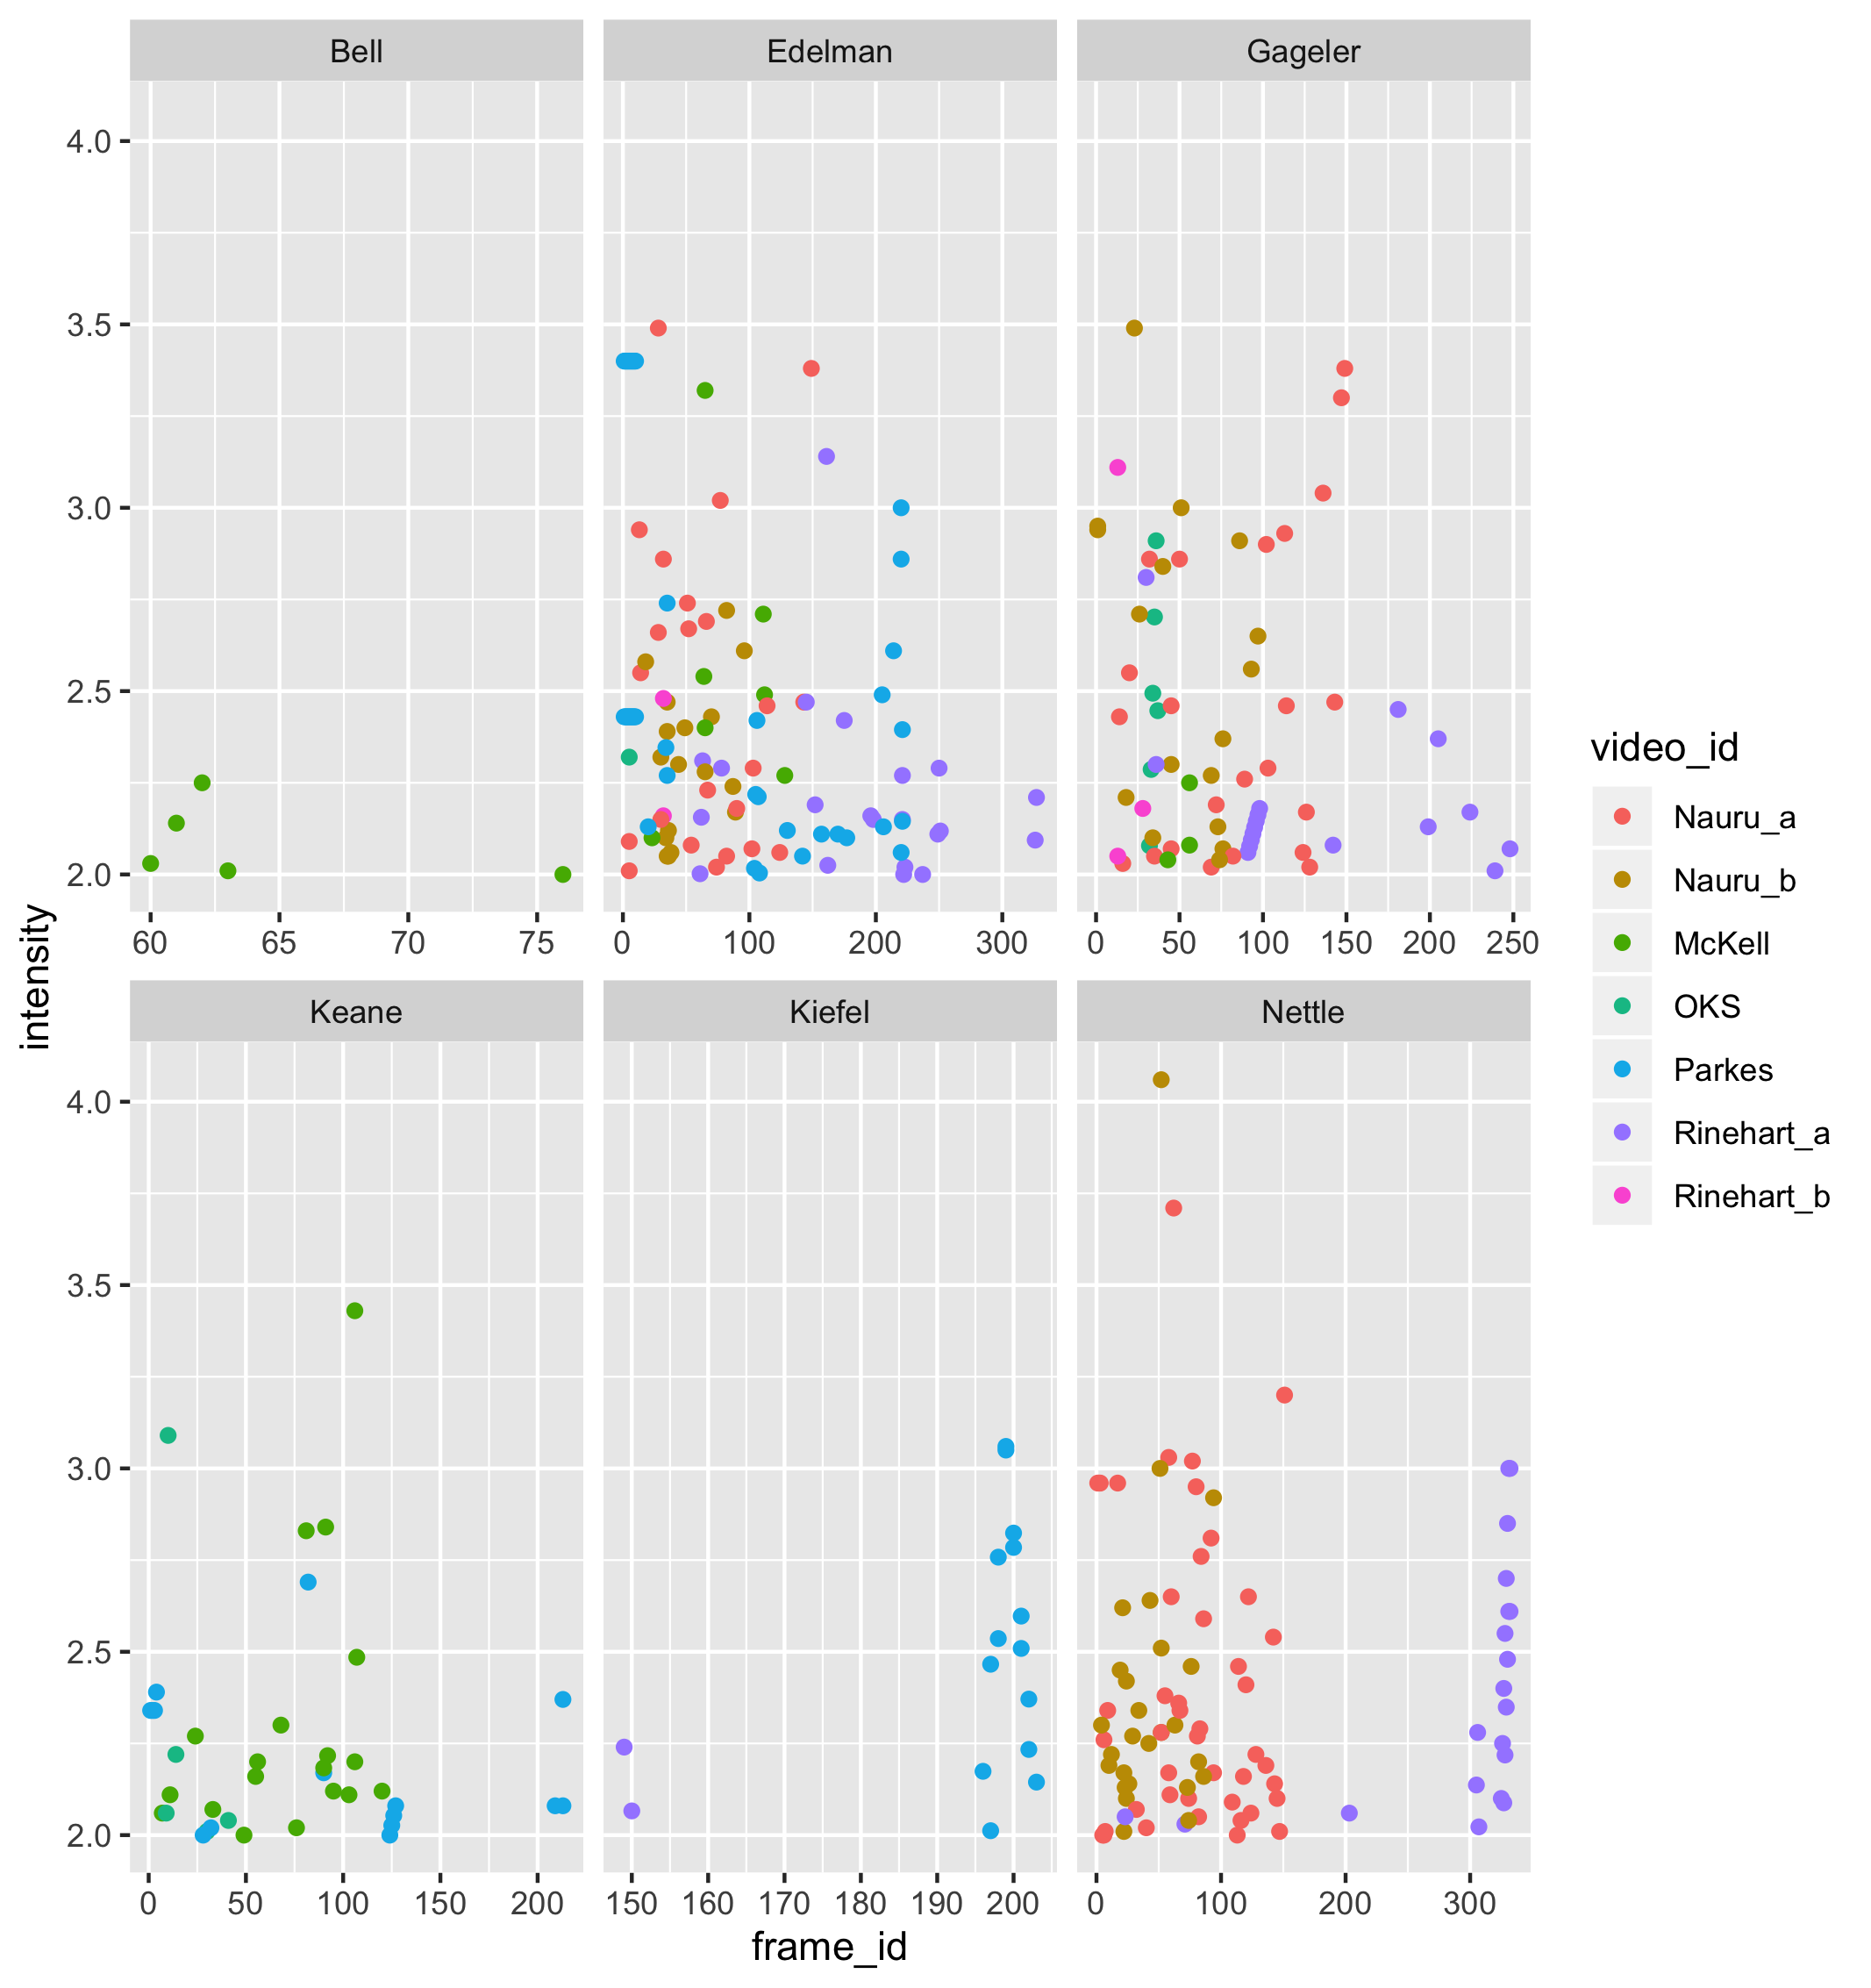 Bell Edelman Gageler
4.0
3.5
3.0
2.5
2.0
60 65 70 75 0 100 200 300 0 50 100 150 200 250
Keane Kiefel Nettle
4.0
3.5
3.0
2.5
2.0
0 50 100 150 200 150 160 170 180 190 200 0 100 200 300
frame_id
intensity
video_id
Nauru_a
Nauru_b
McKell
OKS
Parkes
Rinehart_a
Rinehart_b